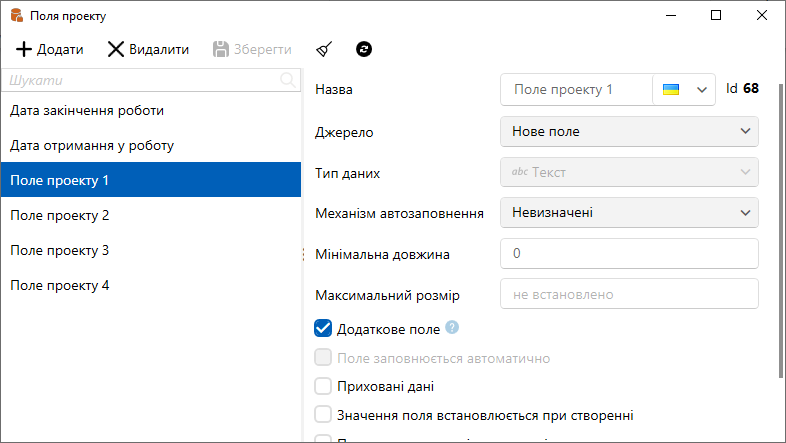 Поля проекту
Додати Видалити Зберегти
Шукати
Дата закінчення роботи
Дата отримання у роботу
Поле проекту 1
Поле проекту 2
Поле проекту 3
Поле проекту 4
Назва Поле проекту 1 Id 68
Джерело Нове поле
Тип даних abc Текст
Механізм автозаповнення Невизначені
Мінімальна довжина 0
Максимальний розмір не встановлено
Додаткове поле ?
Поле заповнюється автоматично
Приховані дані
Значення поля встановлюється при створенні